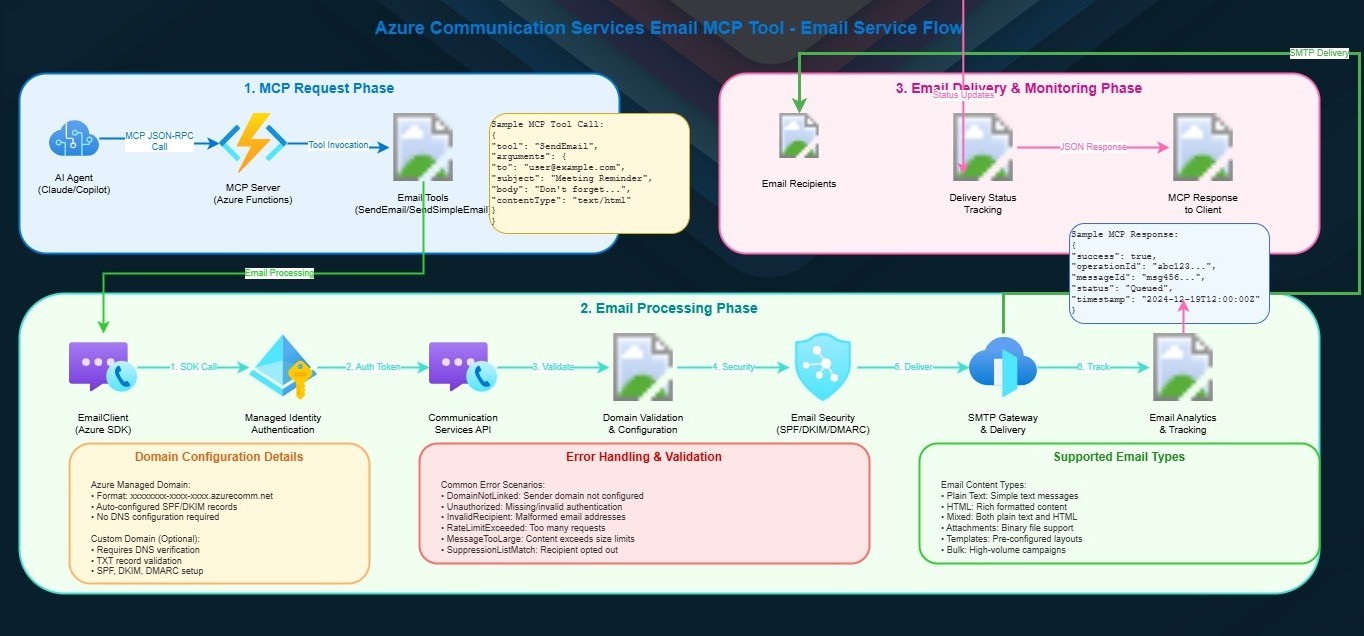 Azure Communication Services Email MCP Tool - Email Service Flow
SMTP Delivery
1. MCP Request Phase
MCP JSON-RPC
Call
Tool Invocation
AI Agent
(Claude/Copilot)
MCP Server
(Azure Functions)
Email Tools
(SendEmail/SendSimpleEmail)
Sample MCP Tool Call:
{
"tool": "SendEmail",
"arguments": {
"to": "user@example.com",
"subject": "Meeting Reminder",
"body": "Don't forget...",
"contentType": "text/html"
}
}
3. Email Delivery & Monitoring Phase
Status Updates
JSON Response
Email Recipients
Delivery Status
Tracking
MCP Response
to Client
Sample MCP Response:
{
"success": true,
"operationId": "abc123...",
"messageId": "msg456...",
"status": "Queued",
"timestamp": "2024-12-19T12:00:00Z"
}
Email Processing
2. Email Processing Phase
1. SDK Call
2. Auth Token
3. Validate
4. Security
5. Deliver
6. Track
EmailClient
(Azure SDK)
Managed Identity
Authentication
Communication
Services API
Domain Validation
& Configuration
Email Security
(SPF/DKIM/DMARC)
SMTP Gateway
& Delivery
Email Analytics
& Tracking
Domain Configuration Details
Azure Managed Domain:
• Format: xxxxxxxx-xxxx-xxxx.azurecomm.net
• Auto-configured SPF/DKIM records
• No DNS configuration required
Custom Domain (Optional):
• Requires DNS verification
• TXT record validation
• SPF, DKIM, DMARC setup
Error Handling & Validation
Common Error Scenarios:
• DomainNotLinked: Sender domain not configured
• Unauthorized: Missing/invalid authentication
• InvalidRecipient: Malformed email addresses
• RateLimitExceeded: Too many requests
• MessageTooLarge: Content exceeds size limits
• SuppressionListMatch: Recipient opted out
Supported Email Types
Email Content Types:
• Plain Text: Simple text messages
• HTML: Rich formatted content
• Mixed: Both plain text and HTML
• Attachments: Binary file support
• Templates: Pre-configured layouts
• Bulk: High-volume campaigns